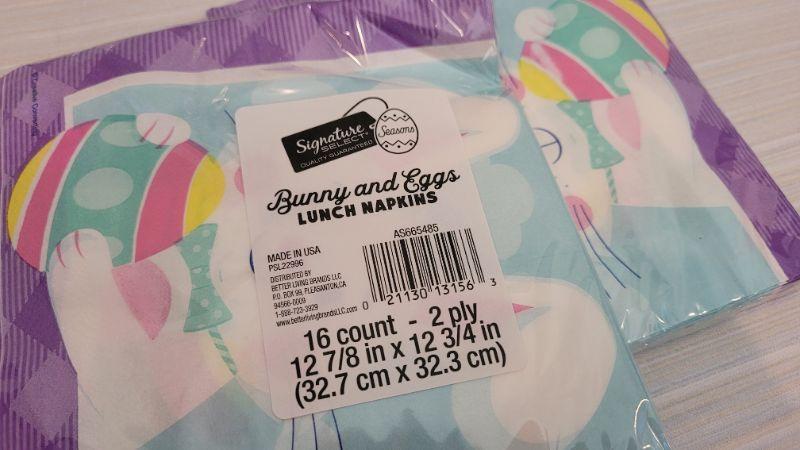 Signature
SELECT.
QUALITY GUARANTEED
Seasons
Bunny and Eggs
LUNCH NAPKINS
AS665485
MADE IN USA
PSL22996
DISTRIBUTED BY
BETTER LIVING BRANDS LLC
P.O. BOX 99, PLEASANTON, CA
94566-0009
1-888-723-3929
www.betterlivingbrandsLLC.com
0 21130 13156 3
16 count - 2 ply
12 7/8 in x 12 3/4 in
(32.7 cm x 32.3 cm)